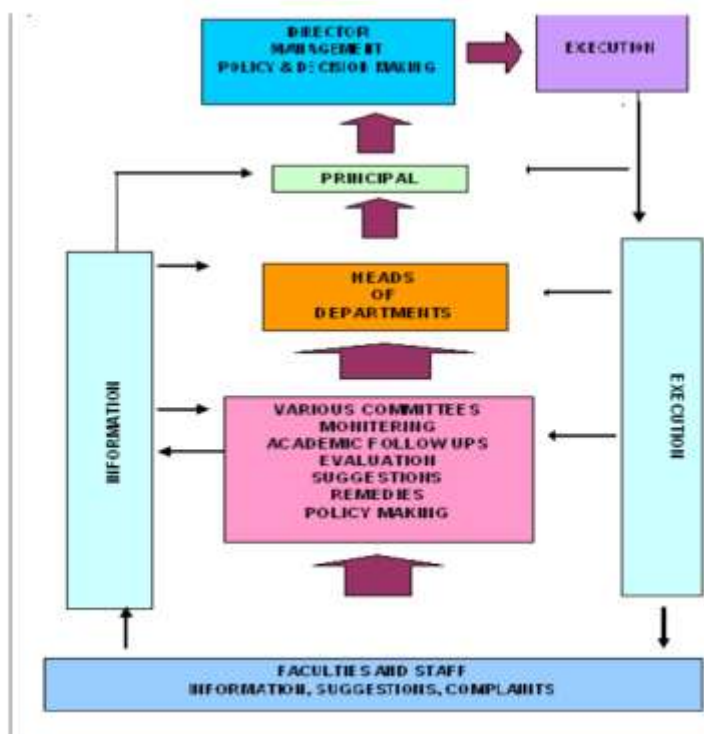 DIRECTOR
MANAGEMENT
POLICY & DECISION MAKING
EXECUTION
PRINCIPAL
HEADS
OF
DEPARTMENTS
INFORMATION
VARIOUS COMMITTEES
MONITERING
ACADEMIC FOLLOW UPS
EVALUATION
SUGGESTIONS
REMEDIES
POLICY MAKING
EXECUTION
FACULTIES AND STAFF
INFORMATION, SUGGESTIONS, COMPLAINTS